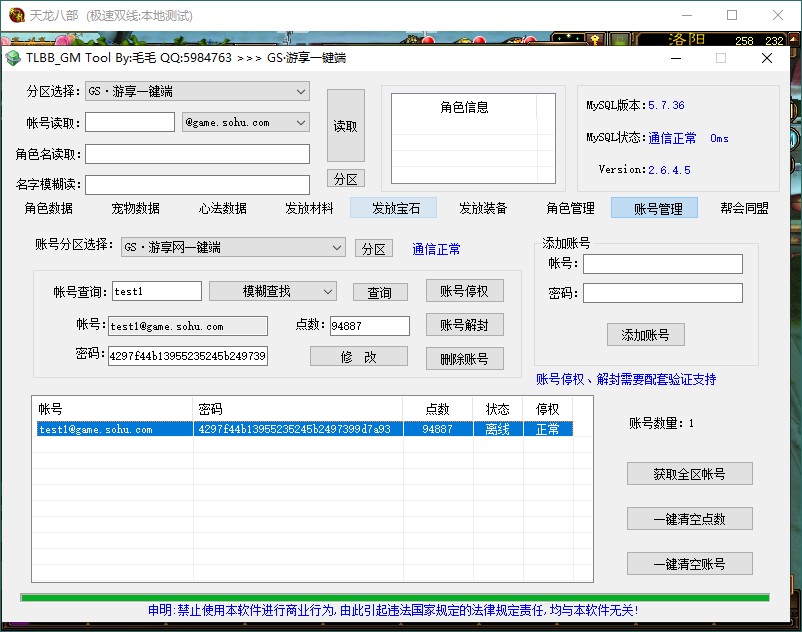 天龙八部 (极速双线:本地测试)
洛阳 258 232
TLBB_GM Tool By:毛毛 QQ:5984763 >>> GS·游享一键端
分区选择: GS·游享一键端
帐号读取: @game.sohu.com
读取
角色名读取:
名字模糊读:
分区
角色信息
MySQL版本:5.7.36
MySQL状态:通信正常 0ms
Version:2.6.4.5
角色数据 宠物数据 心法数据 发放材料 发放宝石 发放装备 角色管理 账号管理 帮会同盟
账号分区选择: GS·游享网一键端 分区 通信正常
帐号查询: test1 模糊查找 查询 账号停权
帐号: test1@game.sohu.com 点数: 94887 账号解封
密码: 4297f44b13955235245b249739 修 改 删除账号
添加账号
帐号:
密码:
添加账号
账号停权、解封需要配套验证支持
帐号 密码 点数 状态 停权
test1@game.sohu.com 4297f44b13955235245b2497399d7a93 94887 离线 正常
账号数量: 1
获取全区帐号
一键清空点数
一键清空账号
申明:禁止使用本软件进行商业行为,由此引起违法国家规定的法律规定责任,均与本软件无关!